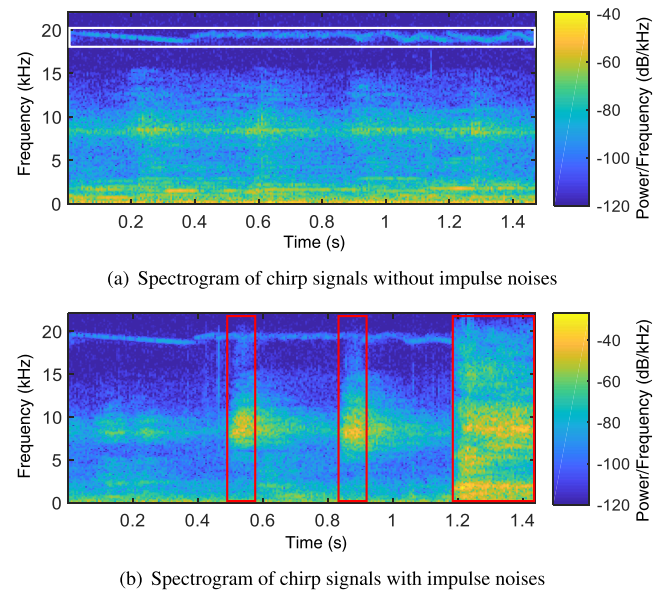 20
15
10
5
0
Frequency (kHz)
0.2 0.4 0.6 0.8 1 1.2 1.4
Time (s)
-40
-60
-80
-100
-120
Power/Frequency (dB/kHz)
(a) Spectrogram of chirp signals without impulse noises
20
15
10
5
0
Frequency (kHz)
0.2 0.4 0.6 0.8 1 1.2 1.4
Time (s)
-40
-60
-80
-100
-120
Power/Frequency (dB/kHz)
(b) Spectrogram of chirp signals with impulse noises